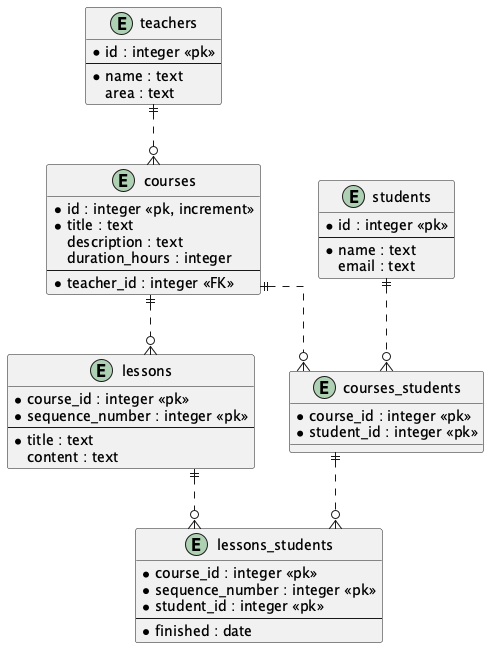 E teachers
* id : integer «pk»
* name : text
area : text
E courses
* id : integer «pk, increment»
* title : text
description : text
duration_hours : integer
* teacher_id : integer «FK»
E students
* id : integer «pk»
* name : text
email : text
E lessons
* course_id : integer «pk»
* sequence_number : integer «pk»
* title : text
content : text
E courses_students
* course_id : integer «pk»
* student_id : integer «pk»
E lessons_students
* course_id : integer «pk»
* sequence_number : integer «pk»
* student_id : integer «pk»
* finished : date